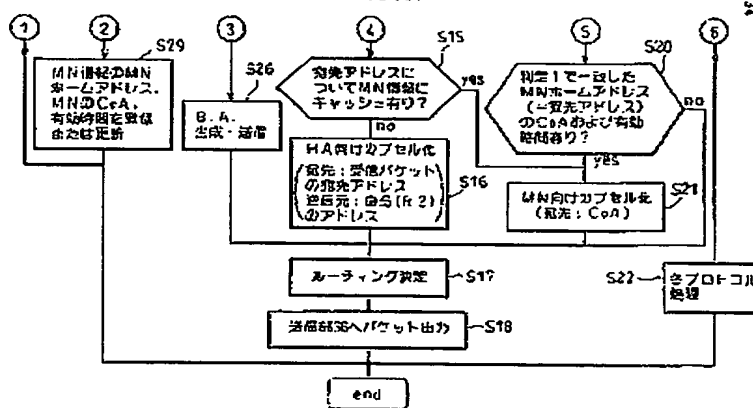 1
2
3
4
5
6
S29
MN情報のMN
ホームアドレス、
MNのCoA、
有効時間を登録
または更新
S26
B.A.
生成・送信
S15
宛先アドレスに
ついてMN情報に
キャッシュ有り?
yes
no
S20
判定1で一致した
MNホームアドレス
(=宛先アドレス)
のCoAおよび有効
時間有り?
no
yes
HA向けカプセル化
宛先:受信パケット
の宛先アドレス
送信元:QS(R2)
のアドレス
S16
MN向けカプセル化
(宛先:CoA)
S21
ルーティング決定
S17
送信部へパケット出力
S18
S22
各プロトコル
処理
end